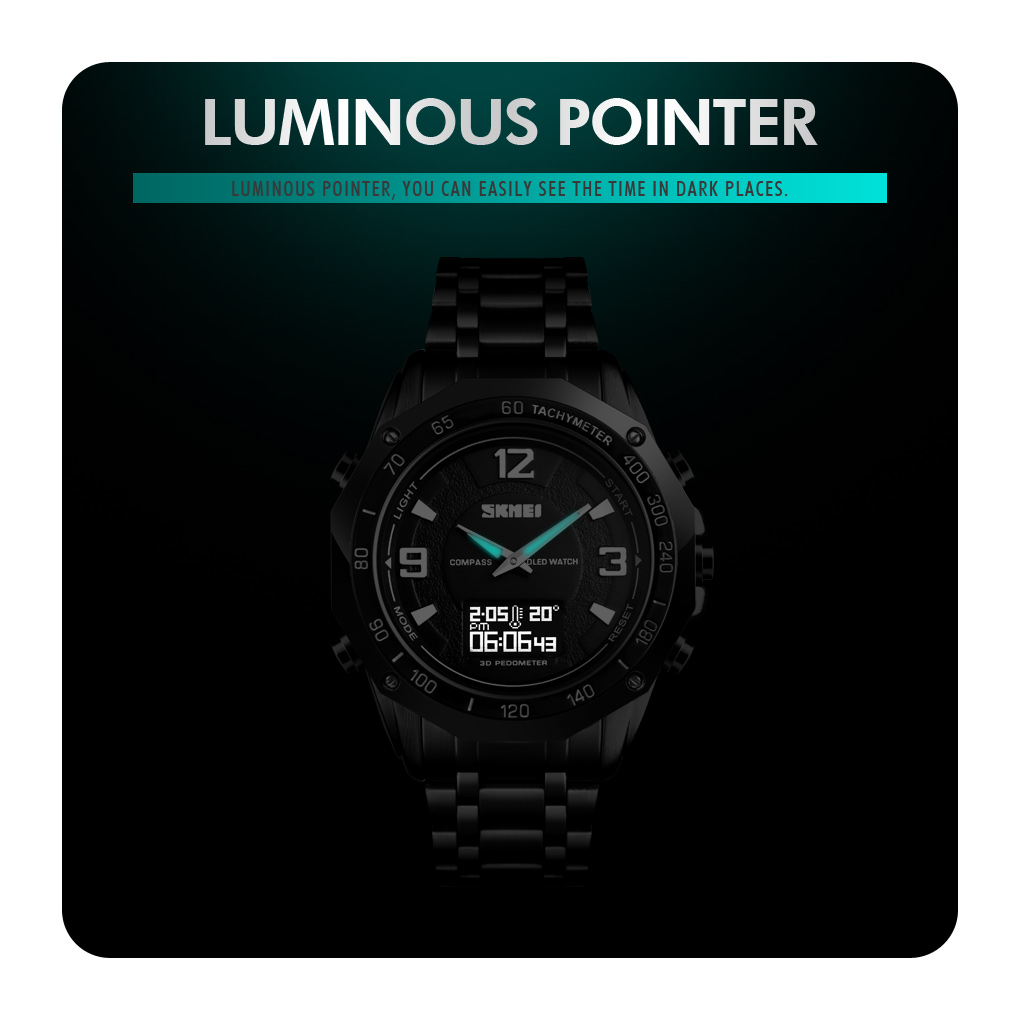 LUMINOUS POINTER
LUMINOUS POINTER, YOU CAN EASILY SEE THE TIME IN DARK PLACES.
60 TACHYMETER
65
400
70
300
LIGHT
12
START
SKMEI
80
9
COMPASS
OLED WATCH
3
240
2:05 20°
PM
06:06 43
3D PEDOMETER
MODE
RESET
90
180
100
140
120